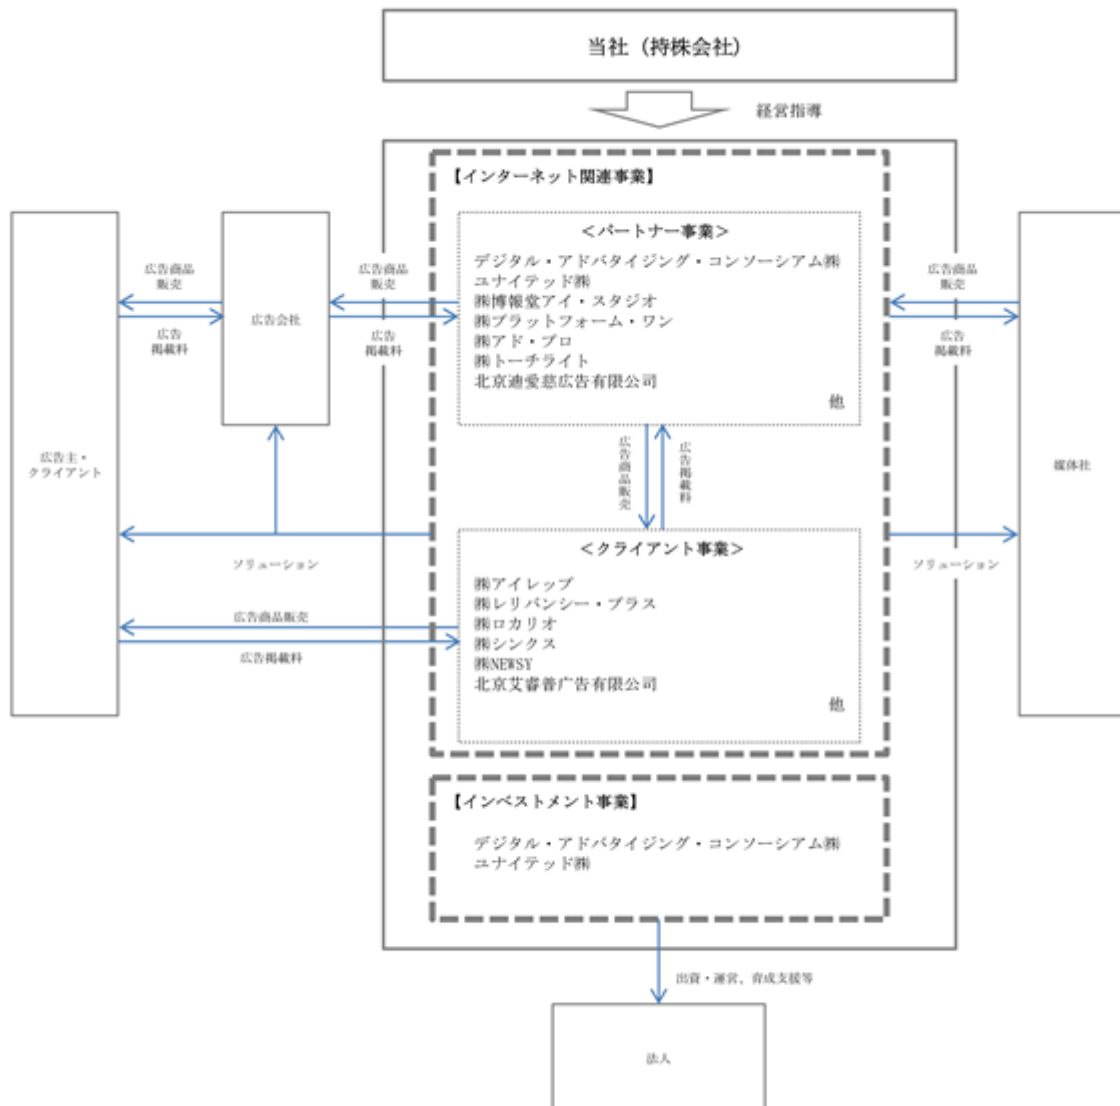 当社（持株会社）
経営指導
【インターネット関連事業】
＜パートナー事業＞
デジタル・アドバタイジング・コンソーシアム㈱
ユナイテッド㈱
㈱博報堂アイ・スタジオ
㈱プラットフォーム・ワン
㈱アド・プロ
㈱トーチライト
北京迪愛慈広告有限公司
他
広告商品
販売
広告
掲載料
広告会社
広告商品
販売
広告
掲載料
広告商品
販売
広告
掲載料
広告主・
クライアント
媒体社
広告商品販売
広告掲載料
ソリューション
ソリューション
＜クライアント事業＞
㈱アイレップ
㈱レリバンシー・プラス
㈱ロカリオ
㈱シンクス
㈱NEWSY
北京艾睿普广告有限公司
他
広告商品販売
広告掲載料
【インベストメント事業】
デジタル・アドバタイジング・コンソーシアム㈱
ユナイテッド㈱
出資・運営、育成支援等
法人